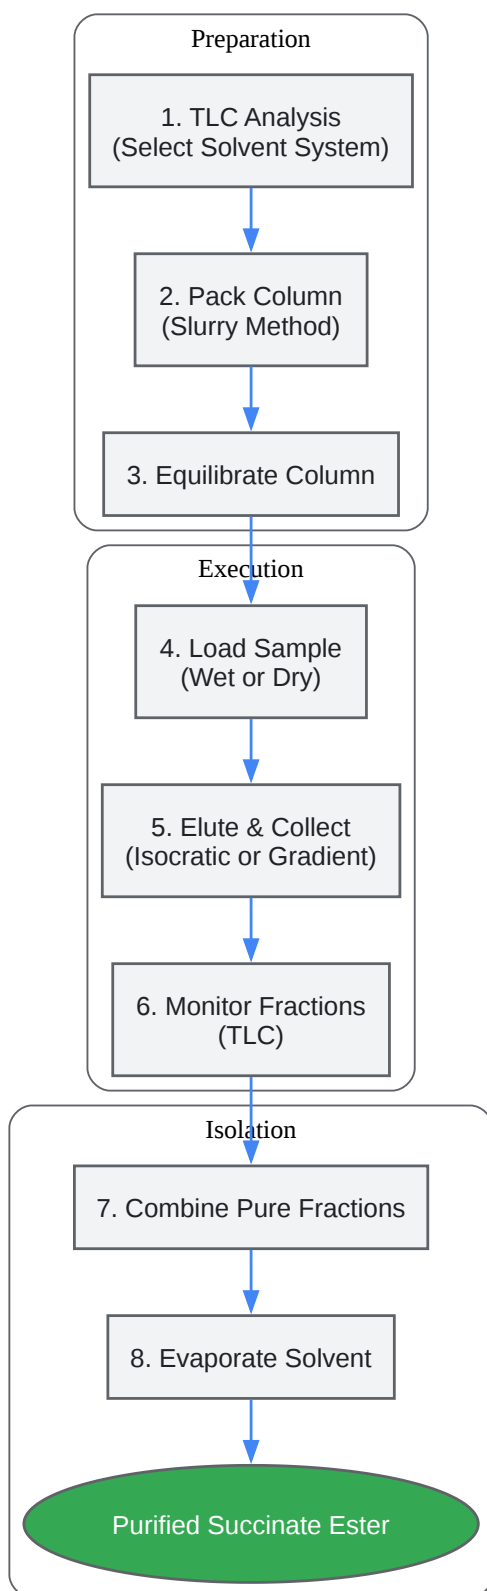 Preparation
1. TLC Analysis
(Select Solvent System)
2. Pack Column
(Slurry Method)
3. Equilibrate Column
Execution
4. Load Sample
(Wet or Dry)
5. Elute & Collect
(Isocratic or Gradient)
6. Monitor Fractions
(TLC)
Isolation
7. Combine Pure Fractions
8. Evaporate Solvent
Purified Succinate Ester